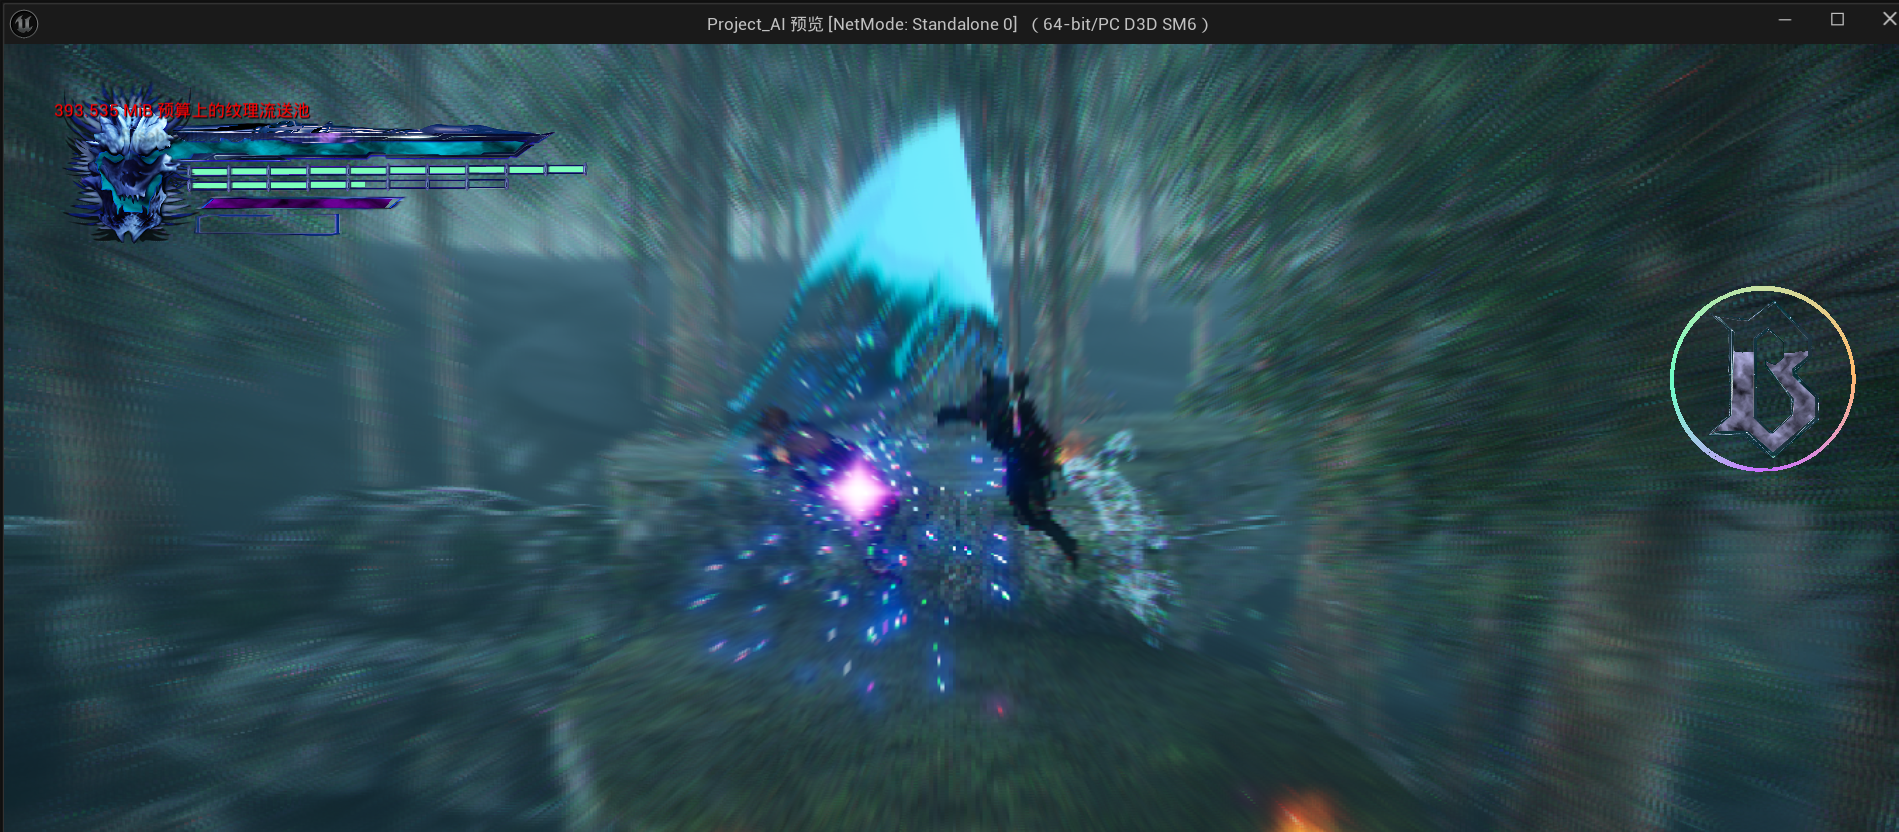 Project_AI 预览 [NetMode: Standalone 0] （64-bit/PC D3D SM6）
393.535 MiB 预算上的纹理流送池
B